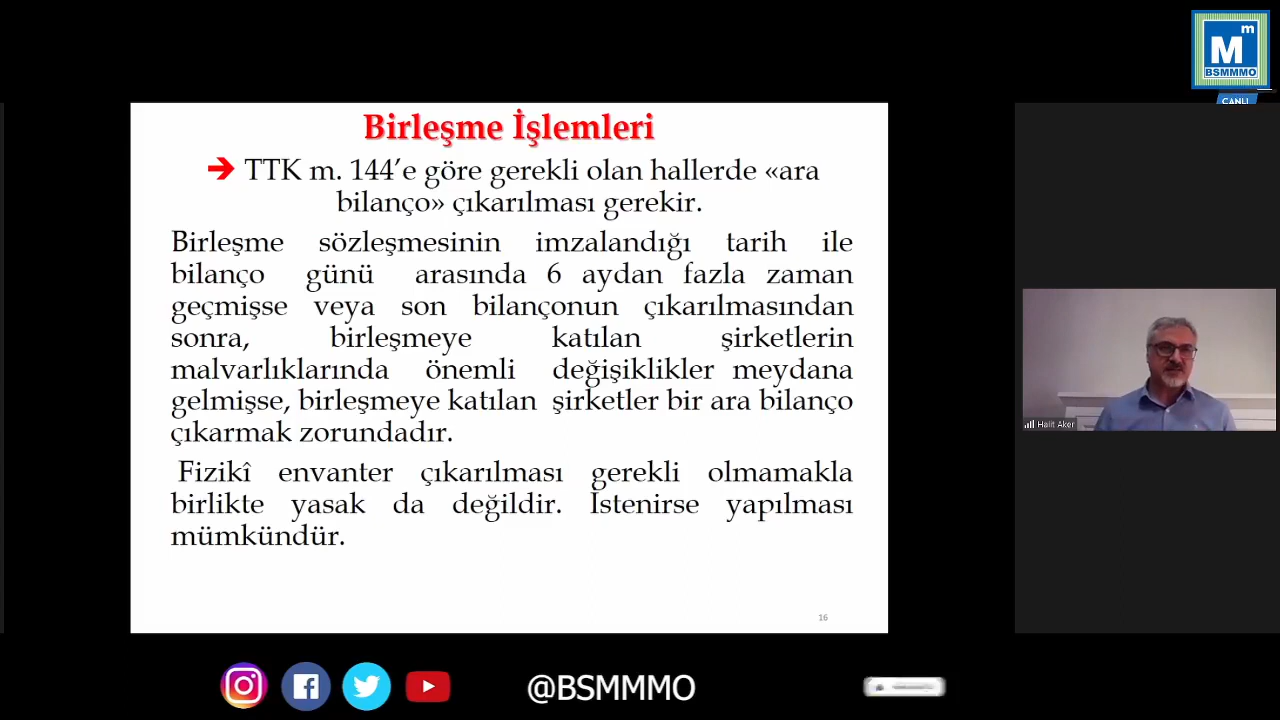 m
M
BSMMMO
CANLI
Birleşme İşlemleri
➔ TTK m. 144’e göre gerekli olan hallerde «ara
bilanço» çıkarılması gerekir.
Birleşme sözleşmesinin imzalandığı tarih ile
bilanço günü arasında 6 aydan fazla zaman
geçmişse veya son bilançonun çıkarılmasından
sonra, birleşmeye katılan şirketlerin
malvarlıklarında önemli değişiklikler meydana
gelmişse, birleşmeye katılan şirketler bir ara bilanço
çıkarmak zorundadır.
Fizikî envanter çıkarılması gerekli olmamakla
birlikte yasak da değildir. Istenirse yapılması
mümkündür.
16
Halit Aker
@BSMMMO